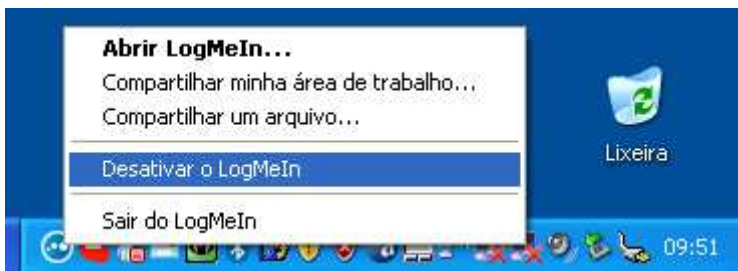 Abrir LogMeIn...
Compartilhar minha área de trabalho...
Compartilhar um arquivo...
Desativar o LogMeIn
Sair do LogMeIn
Lixeira
09:51